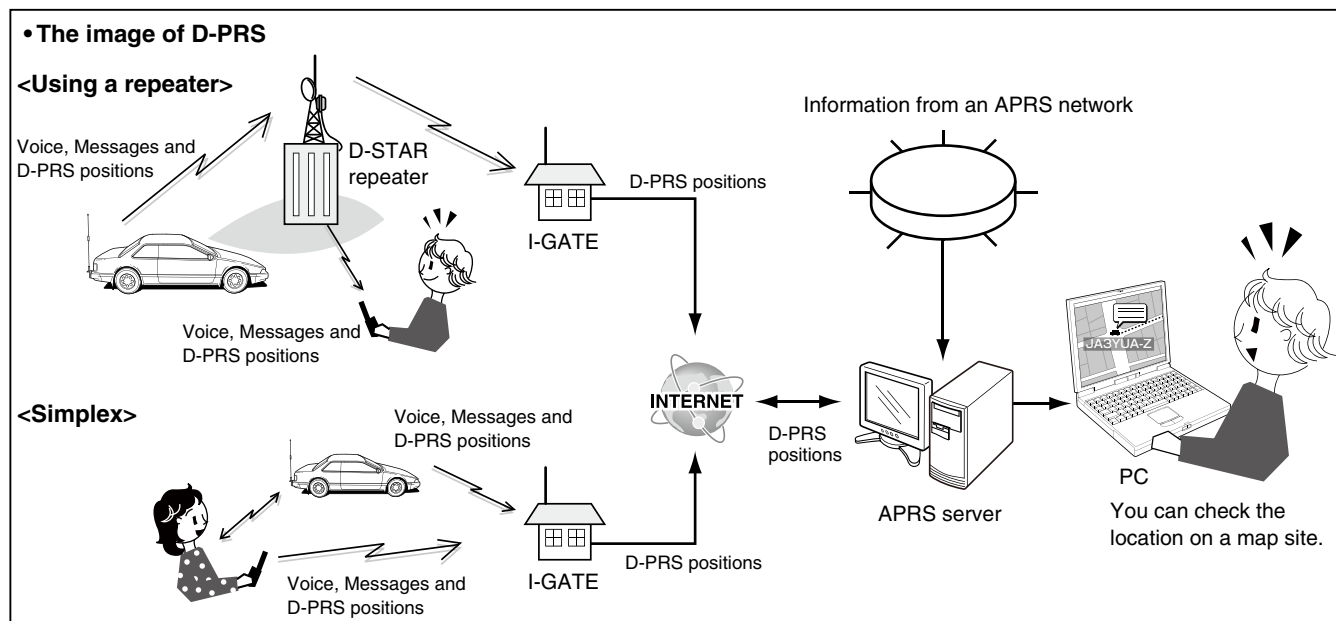 • The image of D-PRS
<Using a repeater>
Voice, Messages and
D-PRS positions
D-STAR
repeater
Voice, Messages and
D-PRS positions
I-GATE
D-PRS positions
Information from an APRS network
<Simplex>
Voice, Messages and
D-PRS positions
Voice, Messages and
D-PRS positions
I-GATE
D-PRS positions
INTERNET
D-PRS
positions
APRS server
JA3YUA-Z
PC
You can check the
location on a map site.